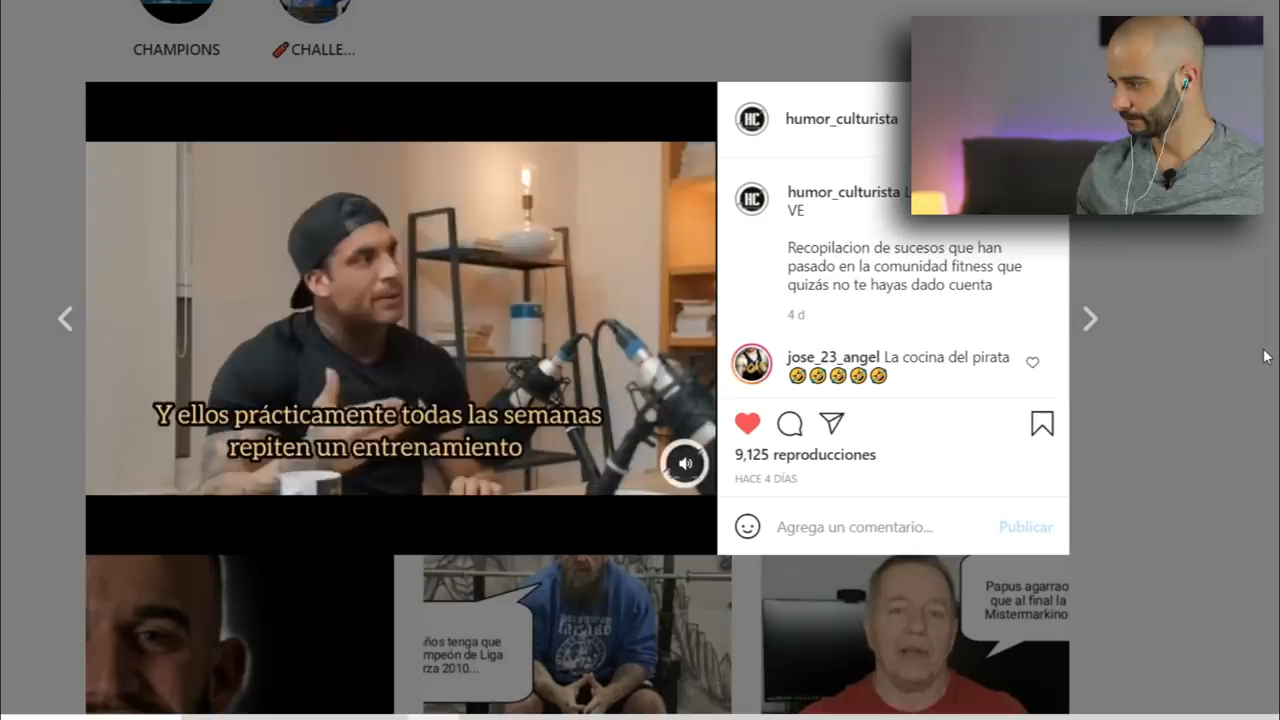 CHAMPIONS
🧨CHALLE...
HC
humor_culturista
HC
humor_culturista L
VE
Recopilacion de sucesos que han
pasado en la comunidad fitness que
quizás no te hayas dado cuenta
4 d
jose_23_angel La cocina del pirata
🤣🤣🤣🤣🤣
9,125 reproducciones
HACE 4 DÍAS
Agrega un comentario...
Publicar
Y ellos prácticamente todas las semanas
repiten un entrenamiento
ños tenga que
mpeón de Liga
rza 2010...
Papus agarrao
que al final la
Mistermarkino